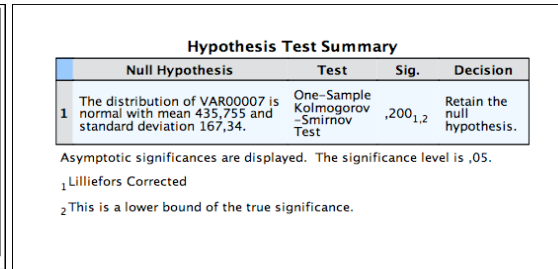 Hypothesis Test Summary
Null Hypothesis Test Sig. Decision
1 The distribution of VAR00007 is normal with mean 435,755 and standard deviation 167,34.
One-Sample Kolmogorov-Smirnov Test
,2001,2
Retain the null hypothesis.
Asymptotic significances are displayed. The significance level is ,05.
1 Lilliefors Corrected
2 This is a lower bound of the true significance.